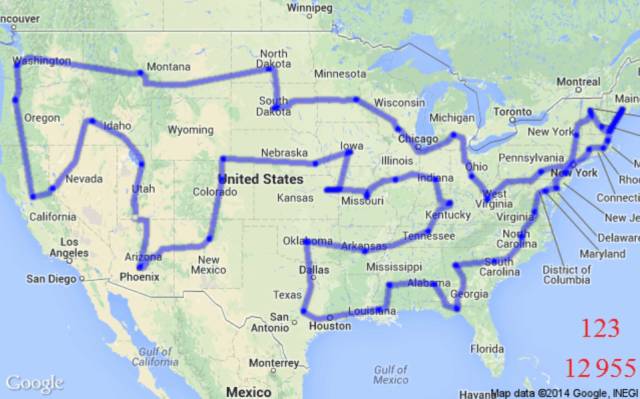 Winnipeg
ncouver
Washington
Montana
North
Dakota
Minnesota
Montreal
Main
South
Dakota
Wisconsin
Michigan
Toronto
Oregon
Idaho
Wyoming
New York
Chicago
Iowa
Nebraska
Illinois
Indiana
Ohio
Pennsylvania
New York
Nevada
Utah
Colorado
United States
Kansas
Missouri
West
Virginia
Rho
Connecti
California
Kentucky
Virginia
New Je
Delawar
Maryland
Los
Angeles
Arizona
Phoenix
New
Mexico
Oklahoma
Arkansas
Tennessee
North
Carolina
South
Carolina
District of
Columbia
San Diego
Dallas
Mississippi
Alabama
Georgia
Texas
San
Antonio
Houston
Louisiana
123
Gulf of
California
Monterrey
Gulf of
Mexico
Florida
12 955
Google
Mexico
Havana
Map data ©2014 Google, INEGI